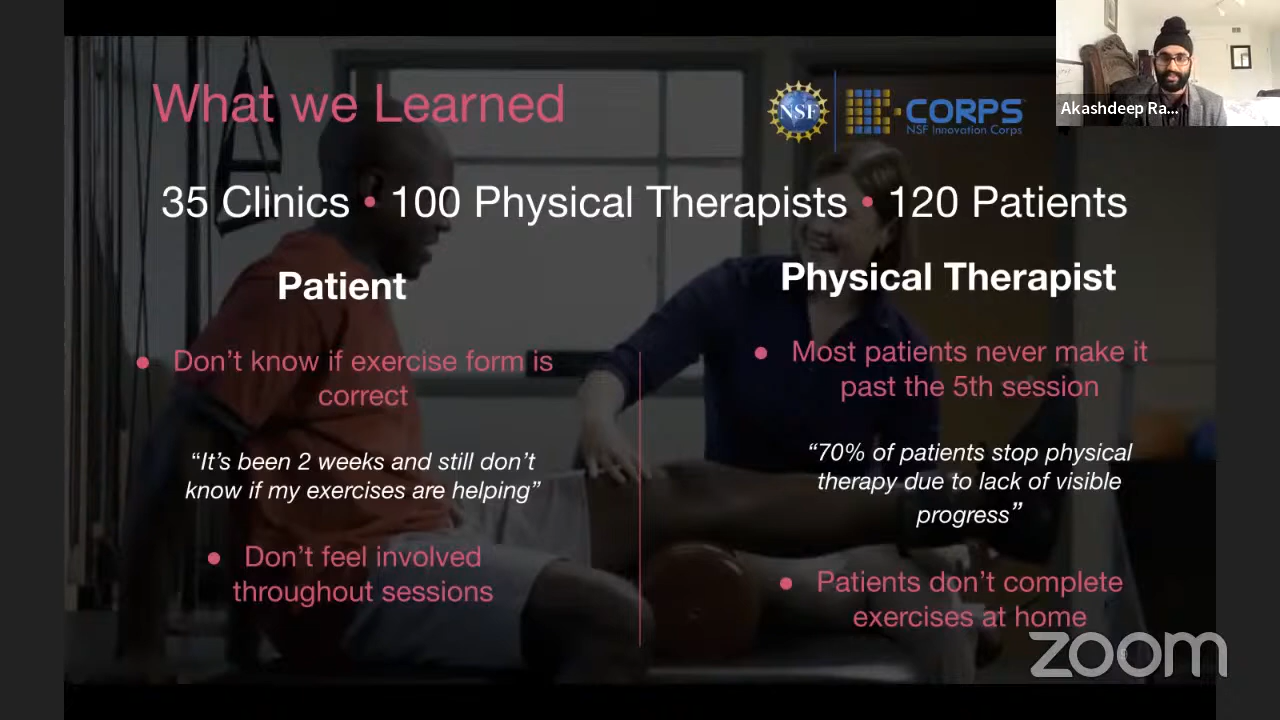 What we Learned
NSF
CORPS
NSF Innovation Corps
Akashdeep Ra...
35 Clinics • 100 Physical Therapists • 120 Patients
Patient
● Don’t know if exercise form is
correct
“It’s been 2 weeks and still don’t
know if my exercises are helping”
● Don’t feel involved
throughout sessions
Physical Therapist
● Most patients never make it
past the 5th session
“70% of patients stop physical
therapy due to lack of visible
progress”
● Patients don’t complete
exercises at home
zoom